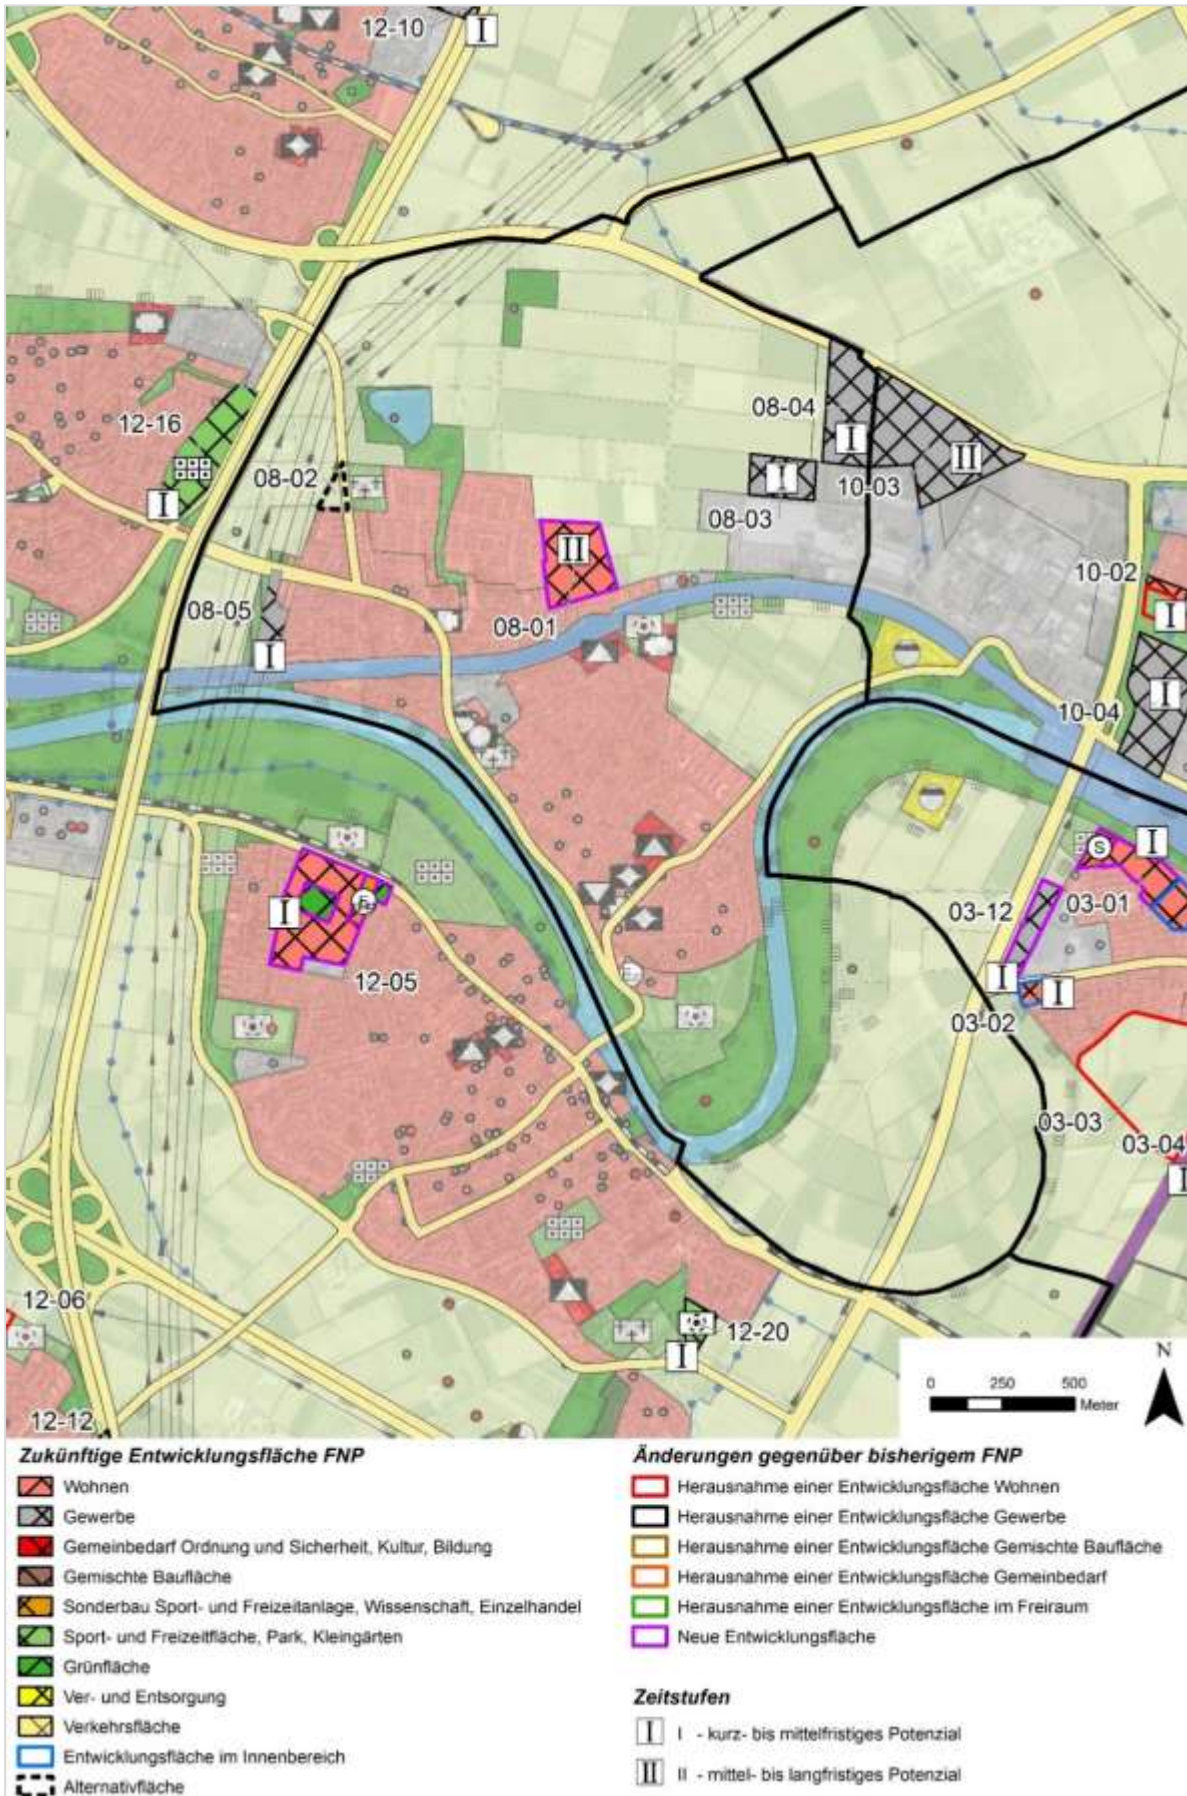 12-10
I
08-04
12-16
I
II
08-02
I
10-03
I
08-03
II
10-02
I
08-05
08-01
I
I
10-04
I
S
03-12
03-01
I
12-05
I
I
03-02
03-03
03-04
I
12-06
12-20
I
12-12
N
0 250 500
Meter
Zukünftige Entwicklungsfläche FNP
Wohnen
Gewerbe
Gemeinbedarf Ordnung und Sicherheit, Kultur, Bildung
Gemischte Baufläche
Sonderbau Sport- und Freizeitanlage, Wissenschaft, Einzelhandel
Sport- und Freizeitfläche, Park, Kleingärten
Grünfläche
Ver- und Entsorgung
Verkehrsfläche
Entwicklungsfläche im Innenbereich
Alternativfläche
Änderungen gegenüber bisherigem FNP
Herausnahme einer Entwicklungsfläche Wohnen
Herausnahme einer Entwicklungsfläche Gewerbe
Herausnahme einer Entwicklungsfläche Gemischte Baufläche
Herausnahme einer Entwicklungsfläche Gemeinbedarf
Herausnahme einer Entwicklungsfläche im Freiraum
Neue Entwicklungsfläche
Zeitstufen
I I - kurz- bis mittelfristiges Potenzial
II II - mittel- bis langfristiges Potenzial